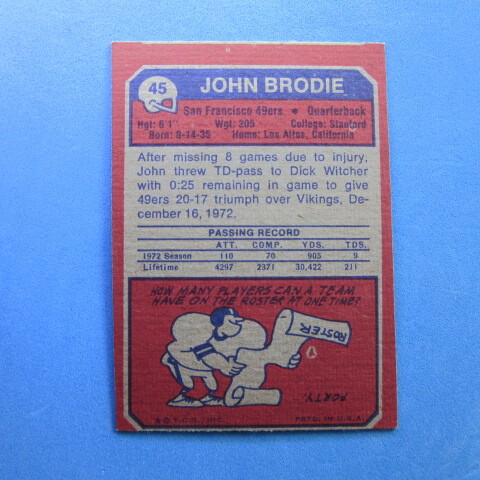 45 JOHN BRODIE
San Francisco 49ers • Quarterback
Hgt: 6'1" Wgt: 205 College: Stanford
Born: 8-14-35 Home: Los Altos, California
After missing 8 games due to injury,
John threw TD-pass to Dick Witcher
with 0:25 remaining in game to give
49ers 20-17 triumph over Vikings, De-
cember 16, 1972.
PASSING RECORD
ATT. COMP. YDS. TDS.
1972 Season 110 70 905 9
Lifetime 4297 2371 30,422 211
HOW MANY PLAYERS CAN A TEAM
HAVE ON THE ROSTER AT ONE TIME?
ROSTER
FORTY.
© T.C.G., INC. PRTD. IN U.S.A.